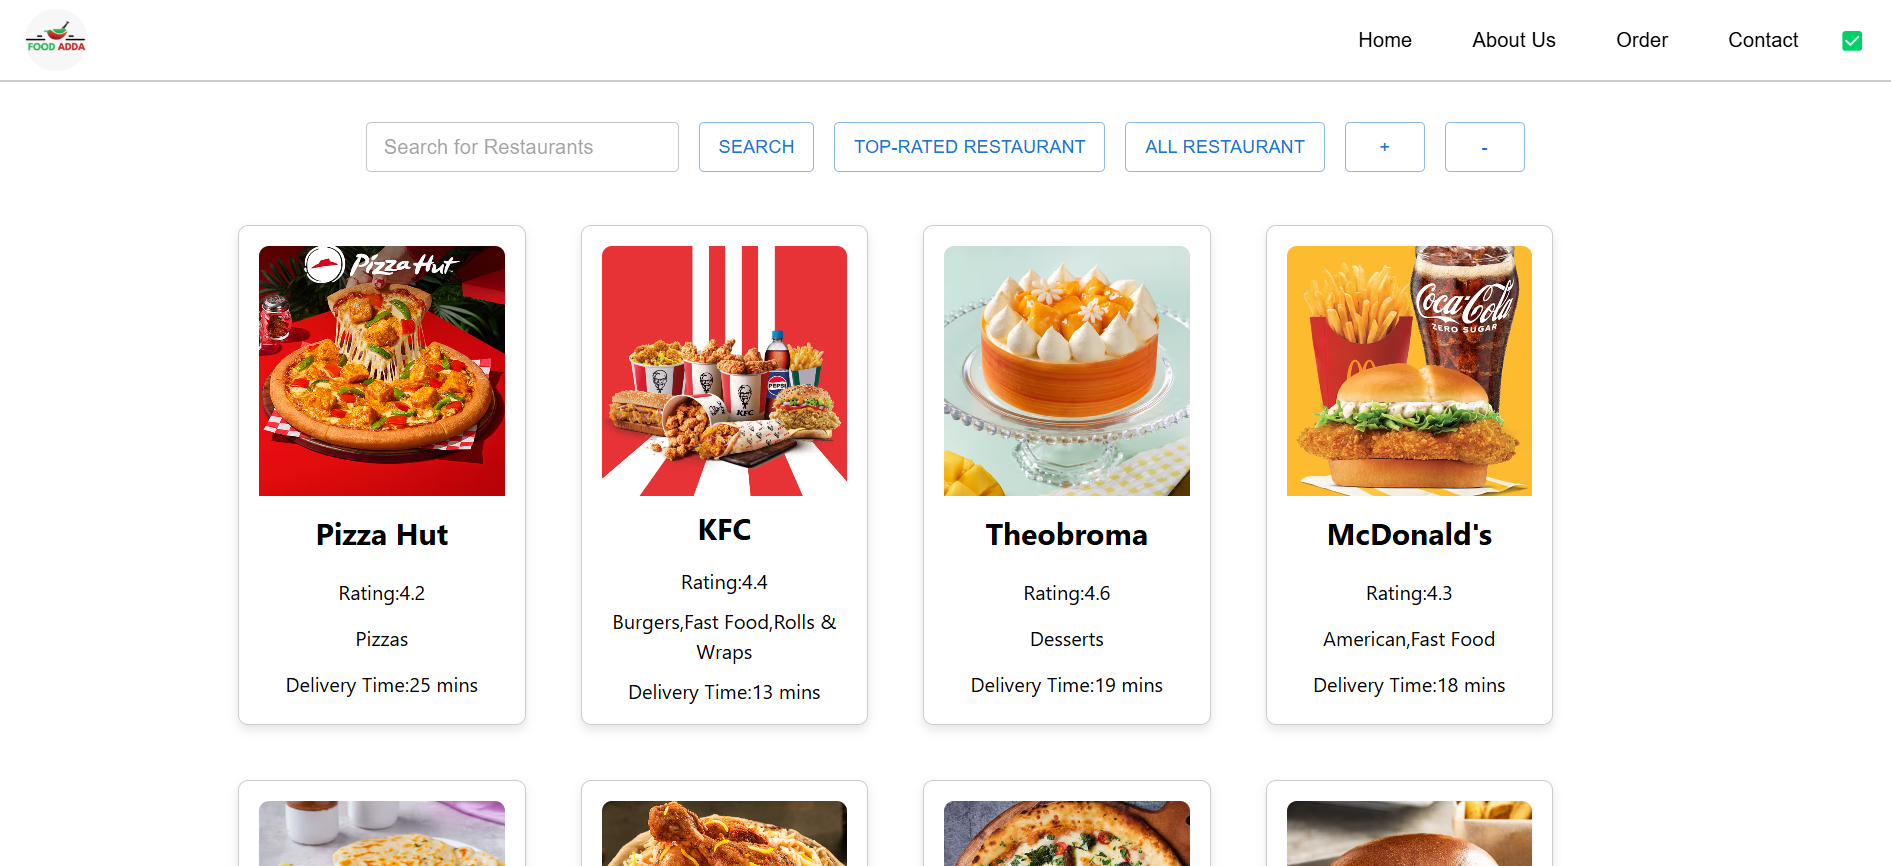 FOOD ADDA
Home About Us Order Contact
Search for Restaurants SEARCH TOP-RATED RESTAURANT ALL RESTAURANT + -
Pizza Hut
KFC
PEPSI
Coca-Cola
ZERO SUGAR
Pizza Hut
Rating:4.2
Pizzas
Delivery Time:25 mins
KFC
Rating:4.4
Burgers,Fast Food,Rolls &
Wraps
Delivery Time:13 mins
Theobroma
Rating:4.6
Desserts
Delivery Time:19 mins
McDonald's
Rating:4.3
American,Fast Food
Delivery Time:18 mins